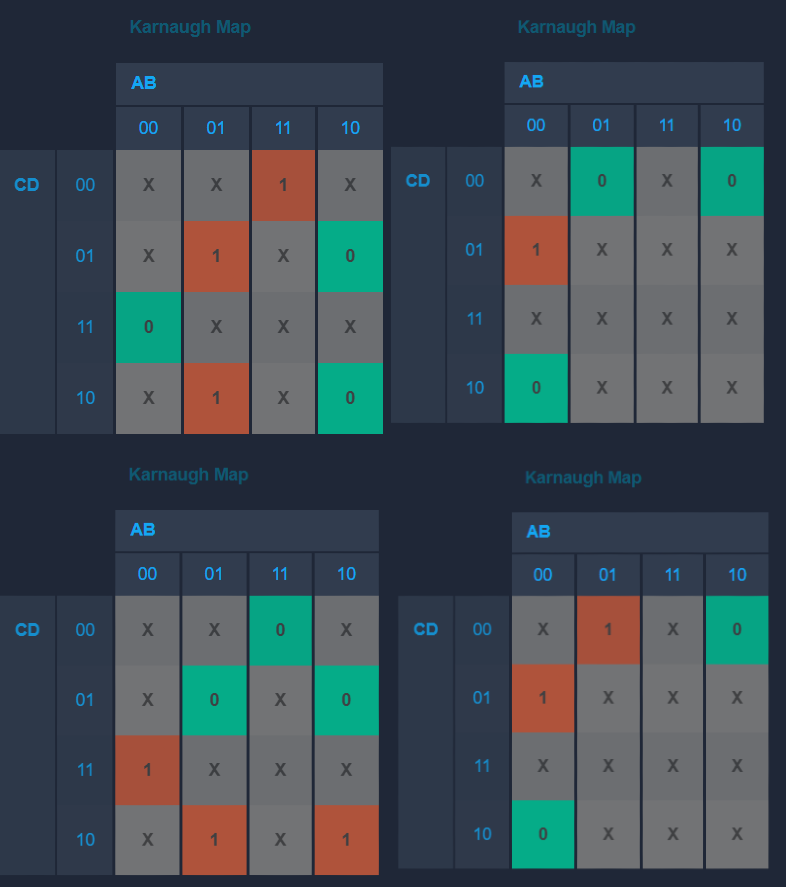 Karnaugh Map
AB
00 01 11 10
CD 00 X X 1 X
01 X 1 X 0
11 0 X X X
10 X 1 X 0
Karnaugh Map
AB
00 01 11 10
CD 00 X 0 X 0
01 1 X X X
11 X X X X
10 0 X X X
Karnaugh Map
AB
00 01 11 10
CD 00 X X 0 X
01 X 0 X 0
11 1 X X X
10 X 1 X 1
Karnaugh Map
AB
00 01 11 10
CD 00 X 1 X 0
01 1 X X X
11 X X X X
10 0 X X X